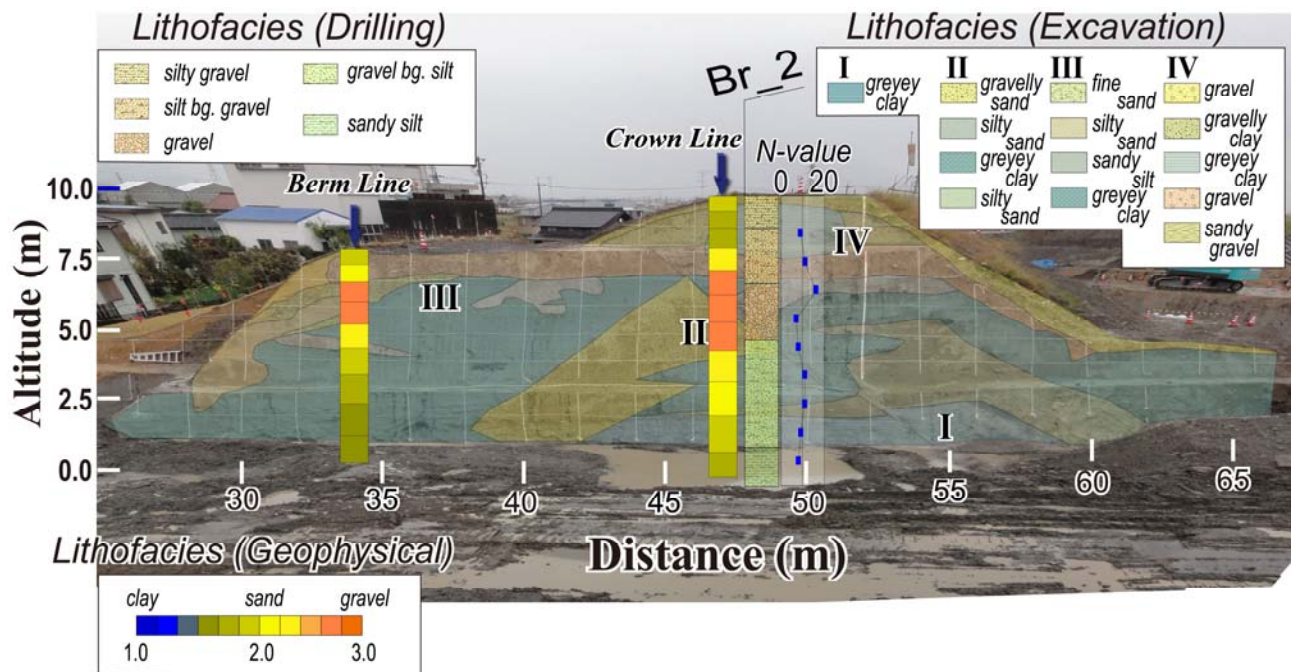 Lithofacies (Drilling)
silty gravel
gravel bg. silt
silt bg. gravel
sandy silt
gravel
Lithofacies (Excavation)
I
II
III
IV
greyey
clay
gravelly
sand
silty
sand
greyey
clay
silty
sand
fine
sand
silty
sand
sandy
silt
greyey
clay
gravel
gravelly
clay
greyey
clay
gravel
sandy
gravel
Br_2
Crown Line
Berm Line
N-value
0 20
IV
III
II
I
Altitude (m)
10.0
7.5
5.0
2.5
0.0
30 35 40 45 50 55 60 65
Distance (m)
Lithofacies (Geophysical)
clay sand gravel
1.0 2.0 3.0